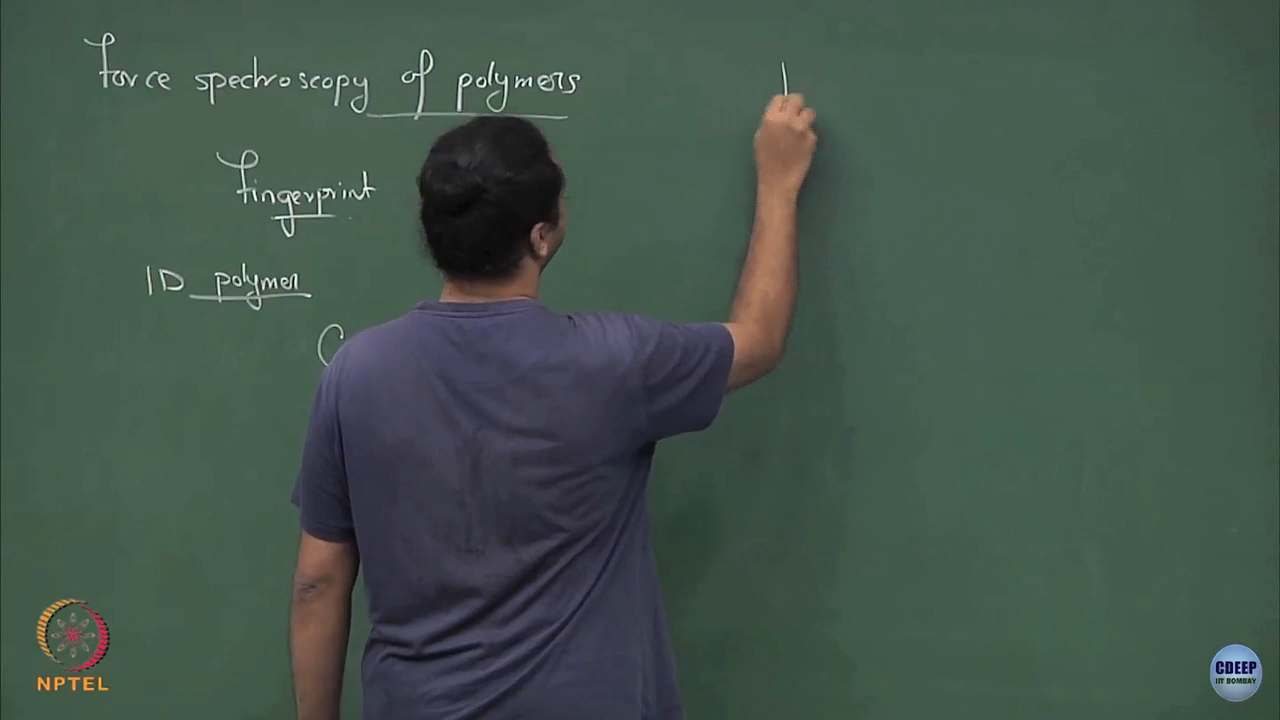 Force spectroscopy of polymers
Fingerprint
1D polymer
NPTEL
CDEEP
IIT BOMBAY